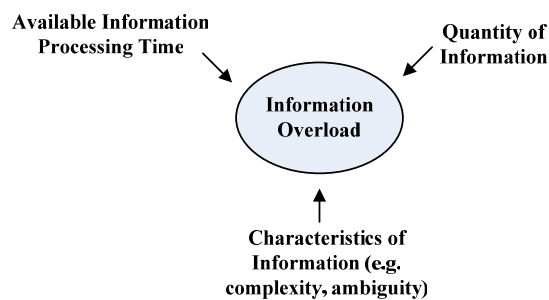 Available Information
Processing Time
Quantity of
Information
Information
Overload
Characteristics of
Information (e.g.
complexity, ambiguity)